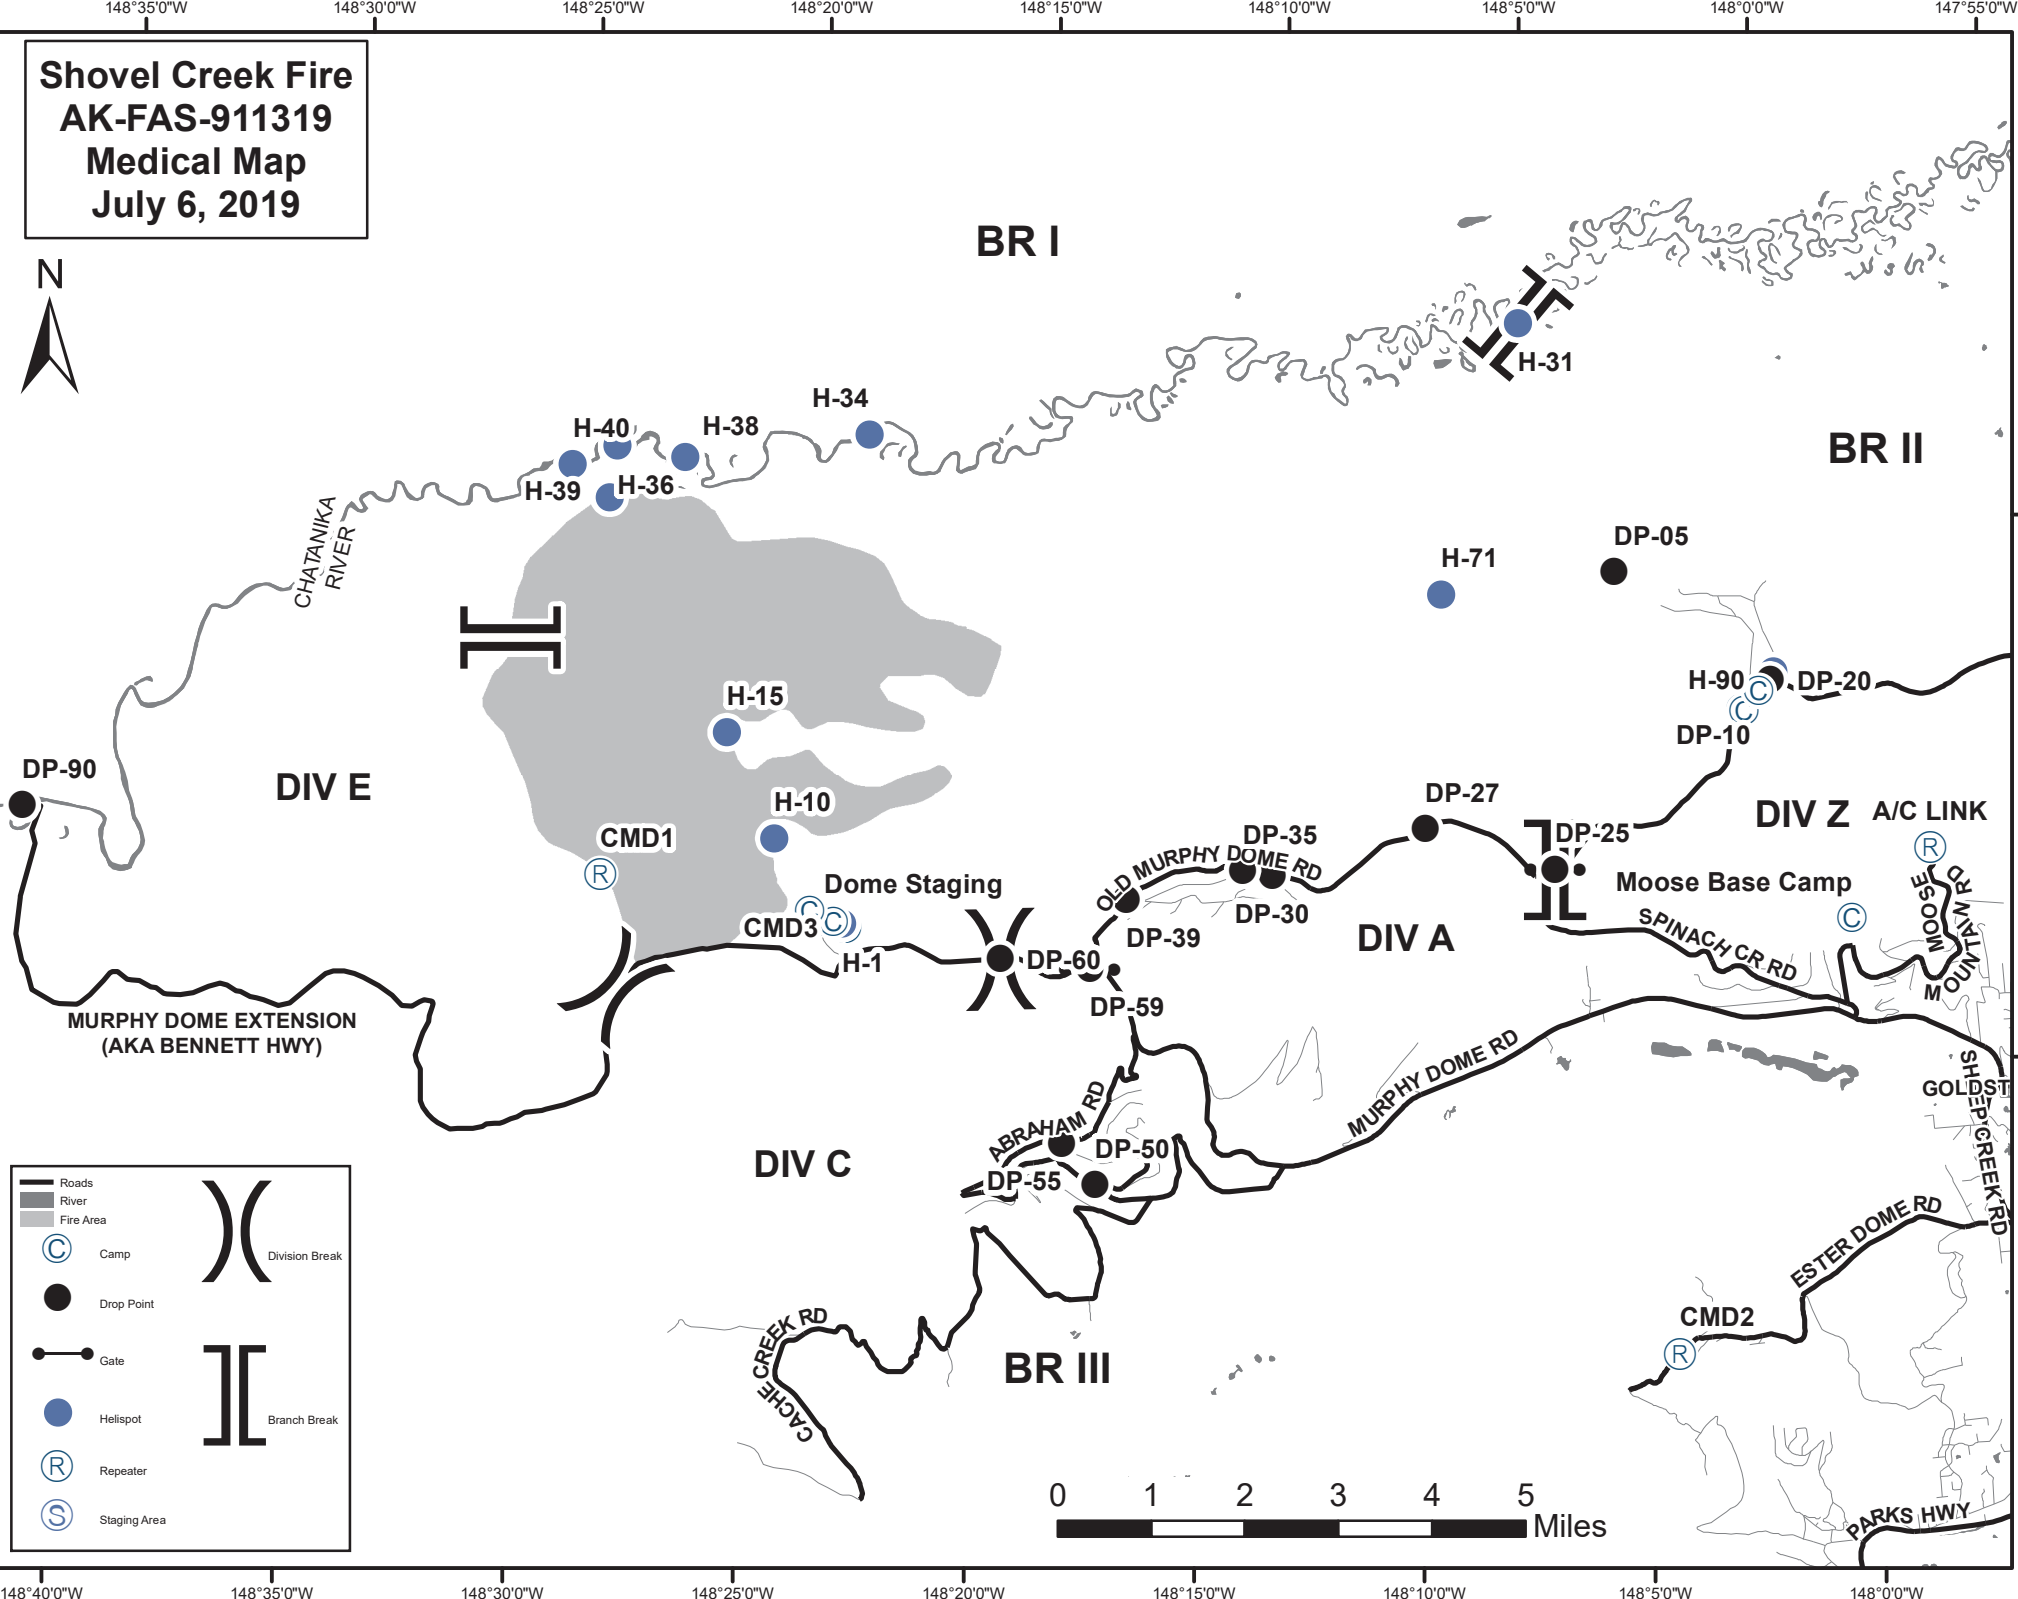 148°35'0"W
148°30'0"W
148°25'0"W
148°20'0"W
148°15'0"W
148°10'0"W
148°5'0"W
148°0'0"W
147°55'0"W
Shovel Creek Fire
AK-FAS-911319
Medical Map
July 6, 2019
N
BR I
H-31
H-34
H-40
H-38
H-39
H-36
BR II
CHATANIKA
RIVER
DP-05
H-71
H-90
DP-20
C
C
DP-10
H-15
DP-90
DIV E
H-10
CMD1
R
DP-27
DIV Z
A/C LINK
R
DP-25
DP-35
OLD MURPHY DOME RD
Dome Staging
C
C
CMD3
H-1
Moose Base Camp
C
MOOSE
MOUNTAIN RD
DP-30
DP-39
DIV A
SPINACH CR RD
DP-60
DP-59
MURPHY DOME EXTENSION
(AKA BENNETT HWY)
MURPHY DOME RD
GOLDST
SHEEP CREEK RD
ABRAHAM RD
DP-50
DP-55
DIV C
ESTER DOME RD
CMD2
R
CACHE CREEK RD
BR III
PARKS HWY
Roads
River
Fire Area
C
Camp
Division Break
Drop Point
Gate
Helispot
Branch Break
R
Repeater
S
Staging Area
0 1 2 3 4 5
Miles
148°40'0"W
148°35'0"W
148°30'0"W
148°25'0"W
148°20'0"W
148°15'0"W
148°10'0"W
148°5'0"W
148°0'0"W